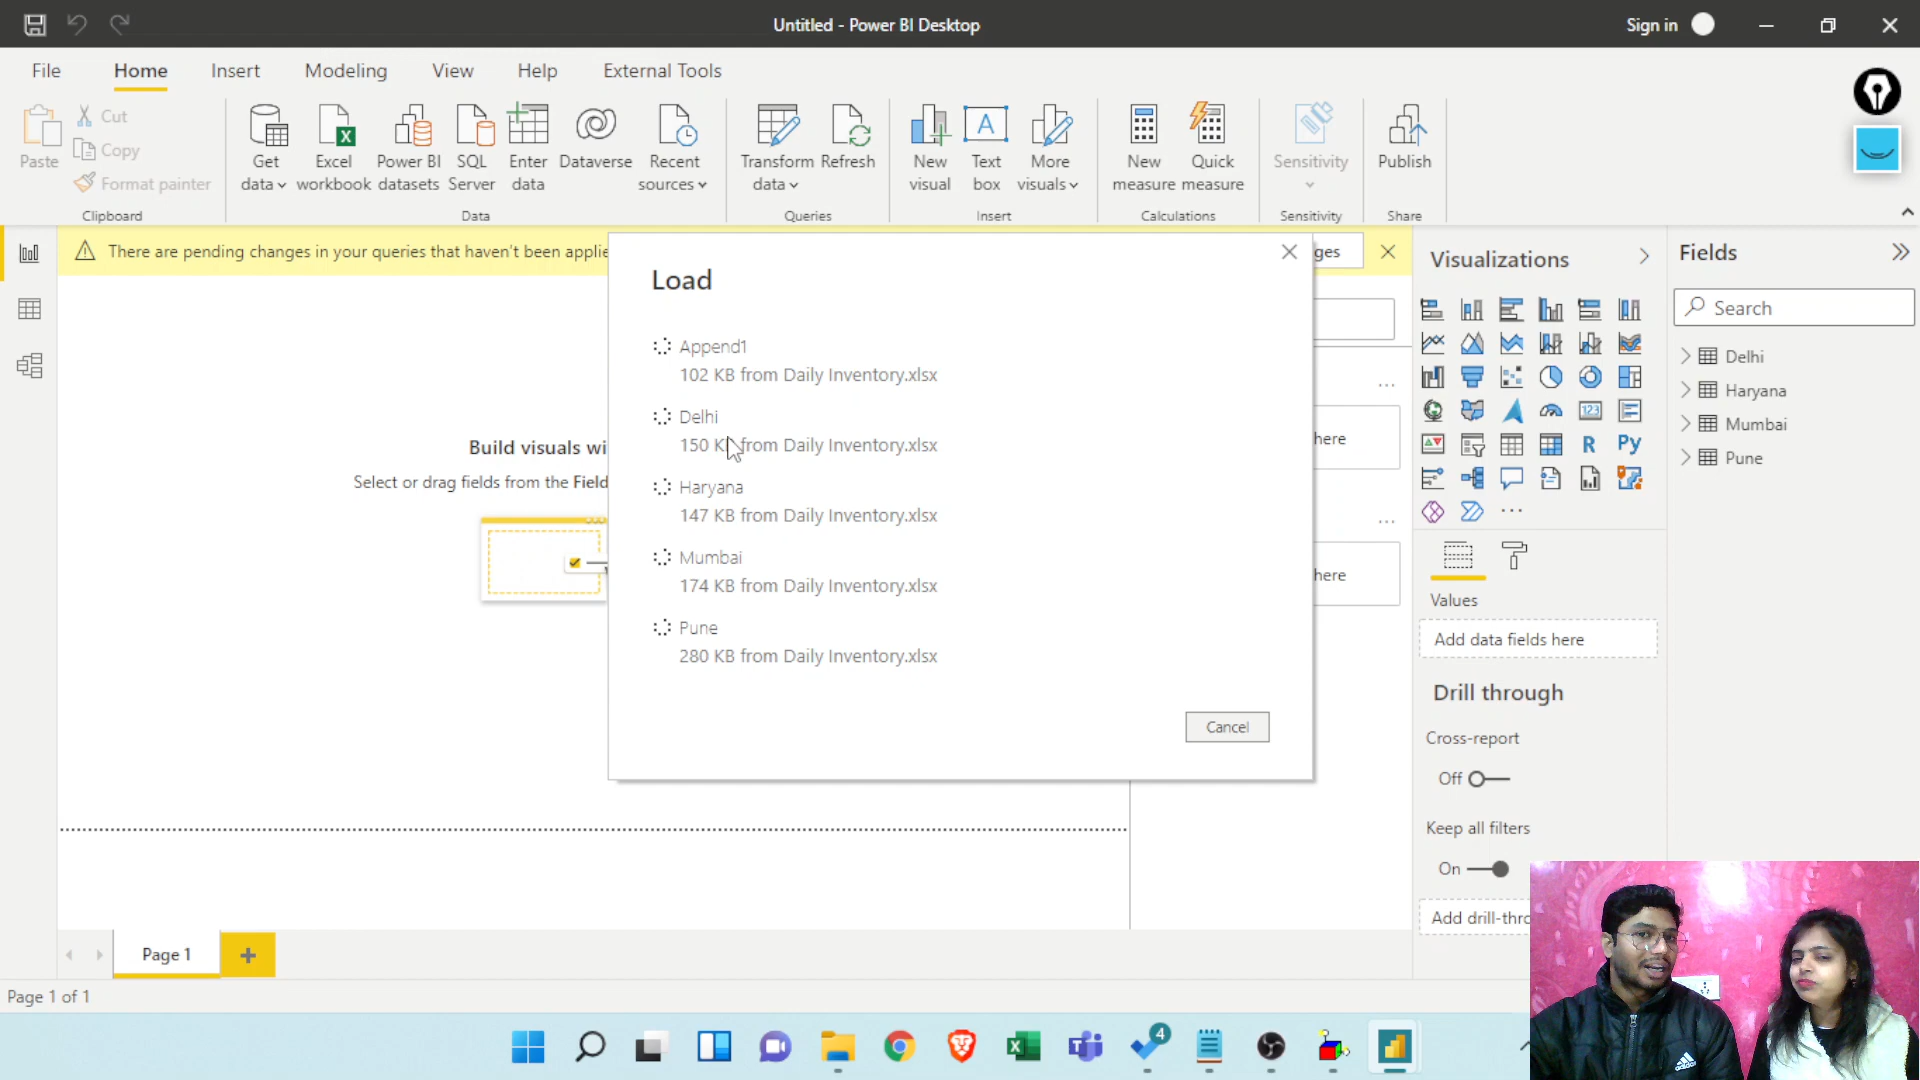 Untitled - Power BI Desktop
Sign in
File
Home
Insert
Modeling
View
Help
External Tools
Paste
Cut
Copy
Format painter
Clipboard
Get data
Excel workbook
Power BI datasets
SQL Server
Enter data
Dataverse
Recent sources
Data
Transform data
Refresh
Queries
New visual
A
Text box
More visuals
Insert
New measure
Quick measure
Calculations
Sensitivity
Sensitivity
Publish
Share
There are pending changes in your queries that haven't been applie
ges
Load
Append1
102 KB from Daily Inventory.xlsx
Delhi
150 KB from Daily Inventory.xlsx
Haryana
147 KB from Daily Inventory.xlsx
Mumbai
174 KB from Daily Inventory.xlsx
Pune
280 KB from Daily Inventory.xlsx
Cancel
Build visuals wi
Select or drag fields from the Field
here
here
Visualizations
123
R
Py
Values
Add data fields here
Drill through
Cross-report
Off
Keep all filters
On
Add drill-thro
Fields
Search
Delhi
Haryana
Mumbai
Pune
Page 1
Page 1 of 1
4
adidas